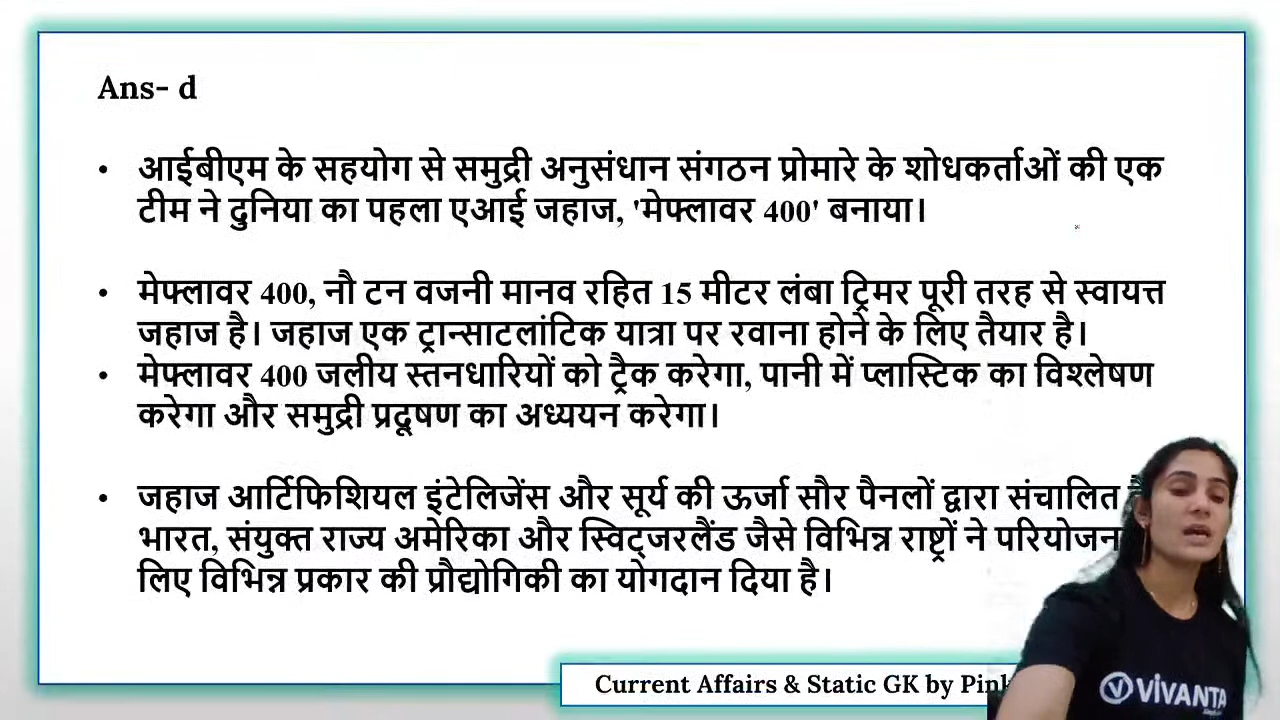 Ans- d
• आईबीएम के सहयोग से समुद्री अनुसंधान संगठन प्रोमारे के शोधकर्ताओं की एक
टीम ने दुनिया का पहला एआई जहाज, 'मेफ्लावर 400' बनाया।
• मेफ्लावर 400, नौ टन वजनी मानव रहित 15 मीटर लंबा ट्रिमर पूरी तरह से स्वायत्त
जहाज है। जहाज एक ट्रान्साटलांटिक यात्रा पर रवाना होने के लिए तैयार है।
• मेफ्लावर 400 जलीय स्तनधारियों को ट्रैक करेगा, पानी में प्लास्टिक का विश्लेषण
करेगा और समुद्री प्रदूषण का अध्ययन करेगा।
• जहाज आर्टिफिशियल इंटेलिजेंस और सूर्य की ऊर्जा सौर पैनलों द्वारा संचालित
भारत, संयुक्त राज्य अमेरिका और स्विट्जरलैंड जैसे विभिन्न राष्ट्रों ने
लिए विभिन्न प्रकार की प्रौद्योगिकी का योगदान दिया है।
Current Affairs & Static GK by
VIVANTA